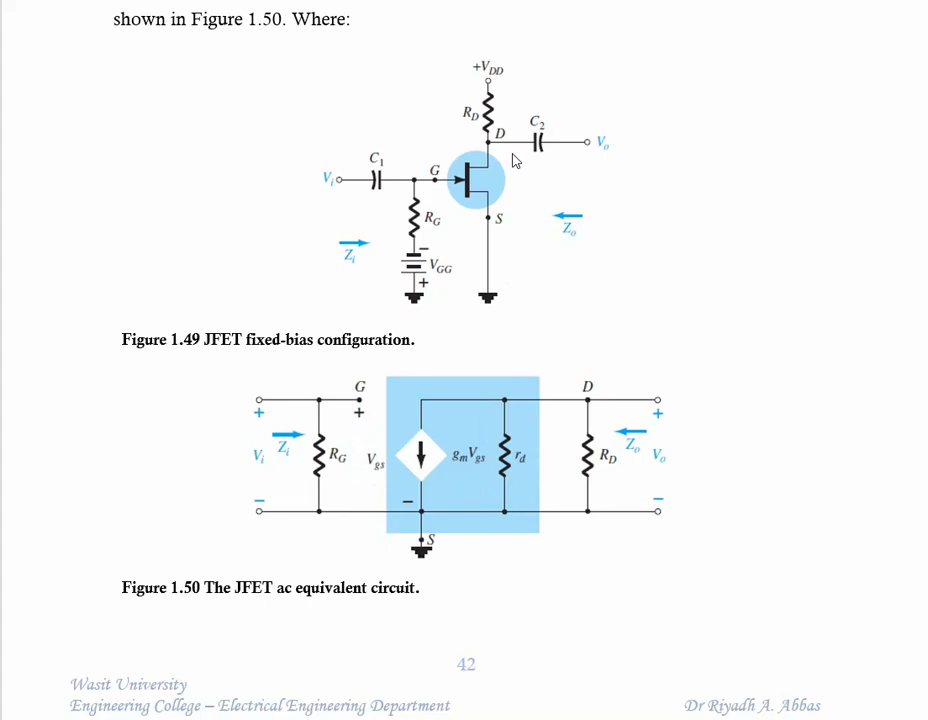 shown in Figure 1.50. Where:
+VDD
RD
D
C2
Vo
C1
G
Vi
RG
S
Zo
Zi
−
VGG
+
Figure 1.49 JFET fixed-bias configuration.
G
D
+
+
+
Zi
Zo
Vi
RG
Vgs
gmVgs
rd
RD
Vo
−
−
−
S
Figure 1.50 The JFET ac equivalent circuit.
42
Wasit University
Engineering College – Electrical Engineering Department
Dr Riyadh A. Abbas